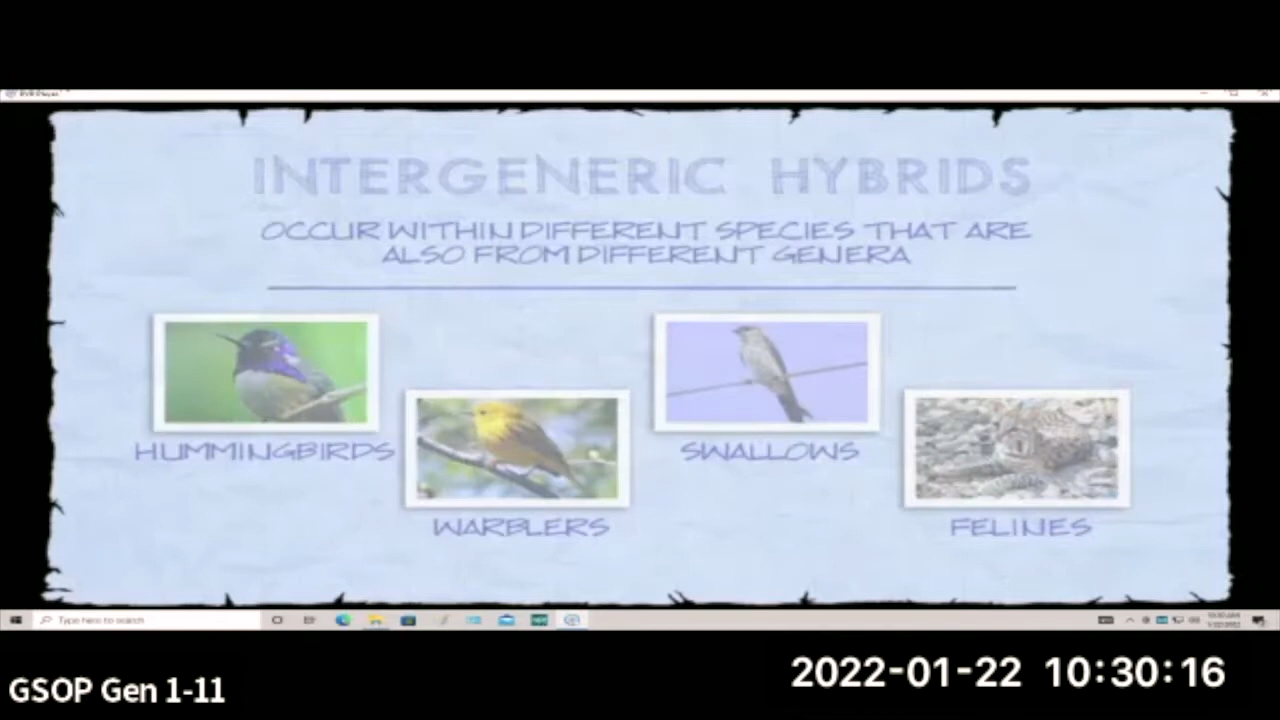 INTERGENERIC HYBRIDS
OCCUR WITHIN DIFFERENT SPECIES THAT ARE
ALSO FROM DIFFERENT GENERA
HUMMINGBIRDS
SWALLOWS
WARBLERS
FELINES
Type here to search
2022-01-22 10:30:16
GSOP Gen 1-11